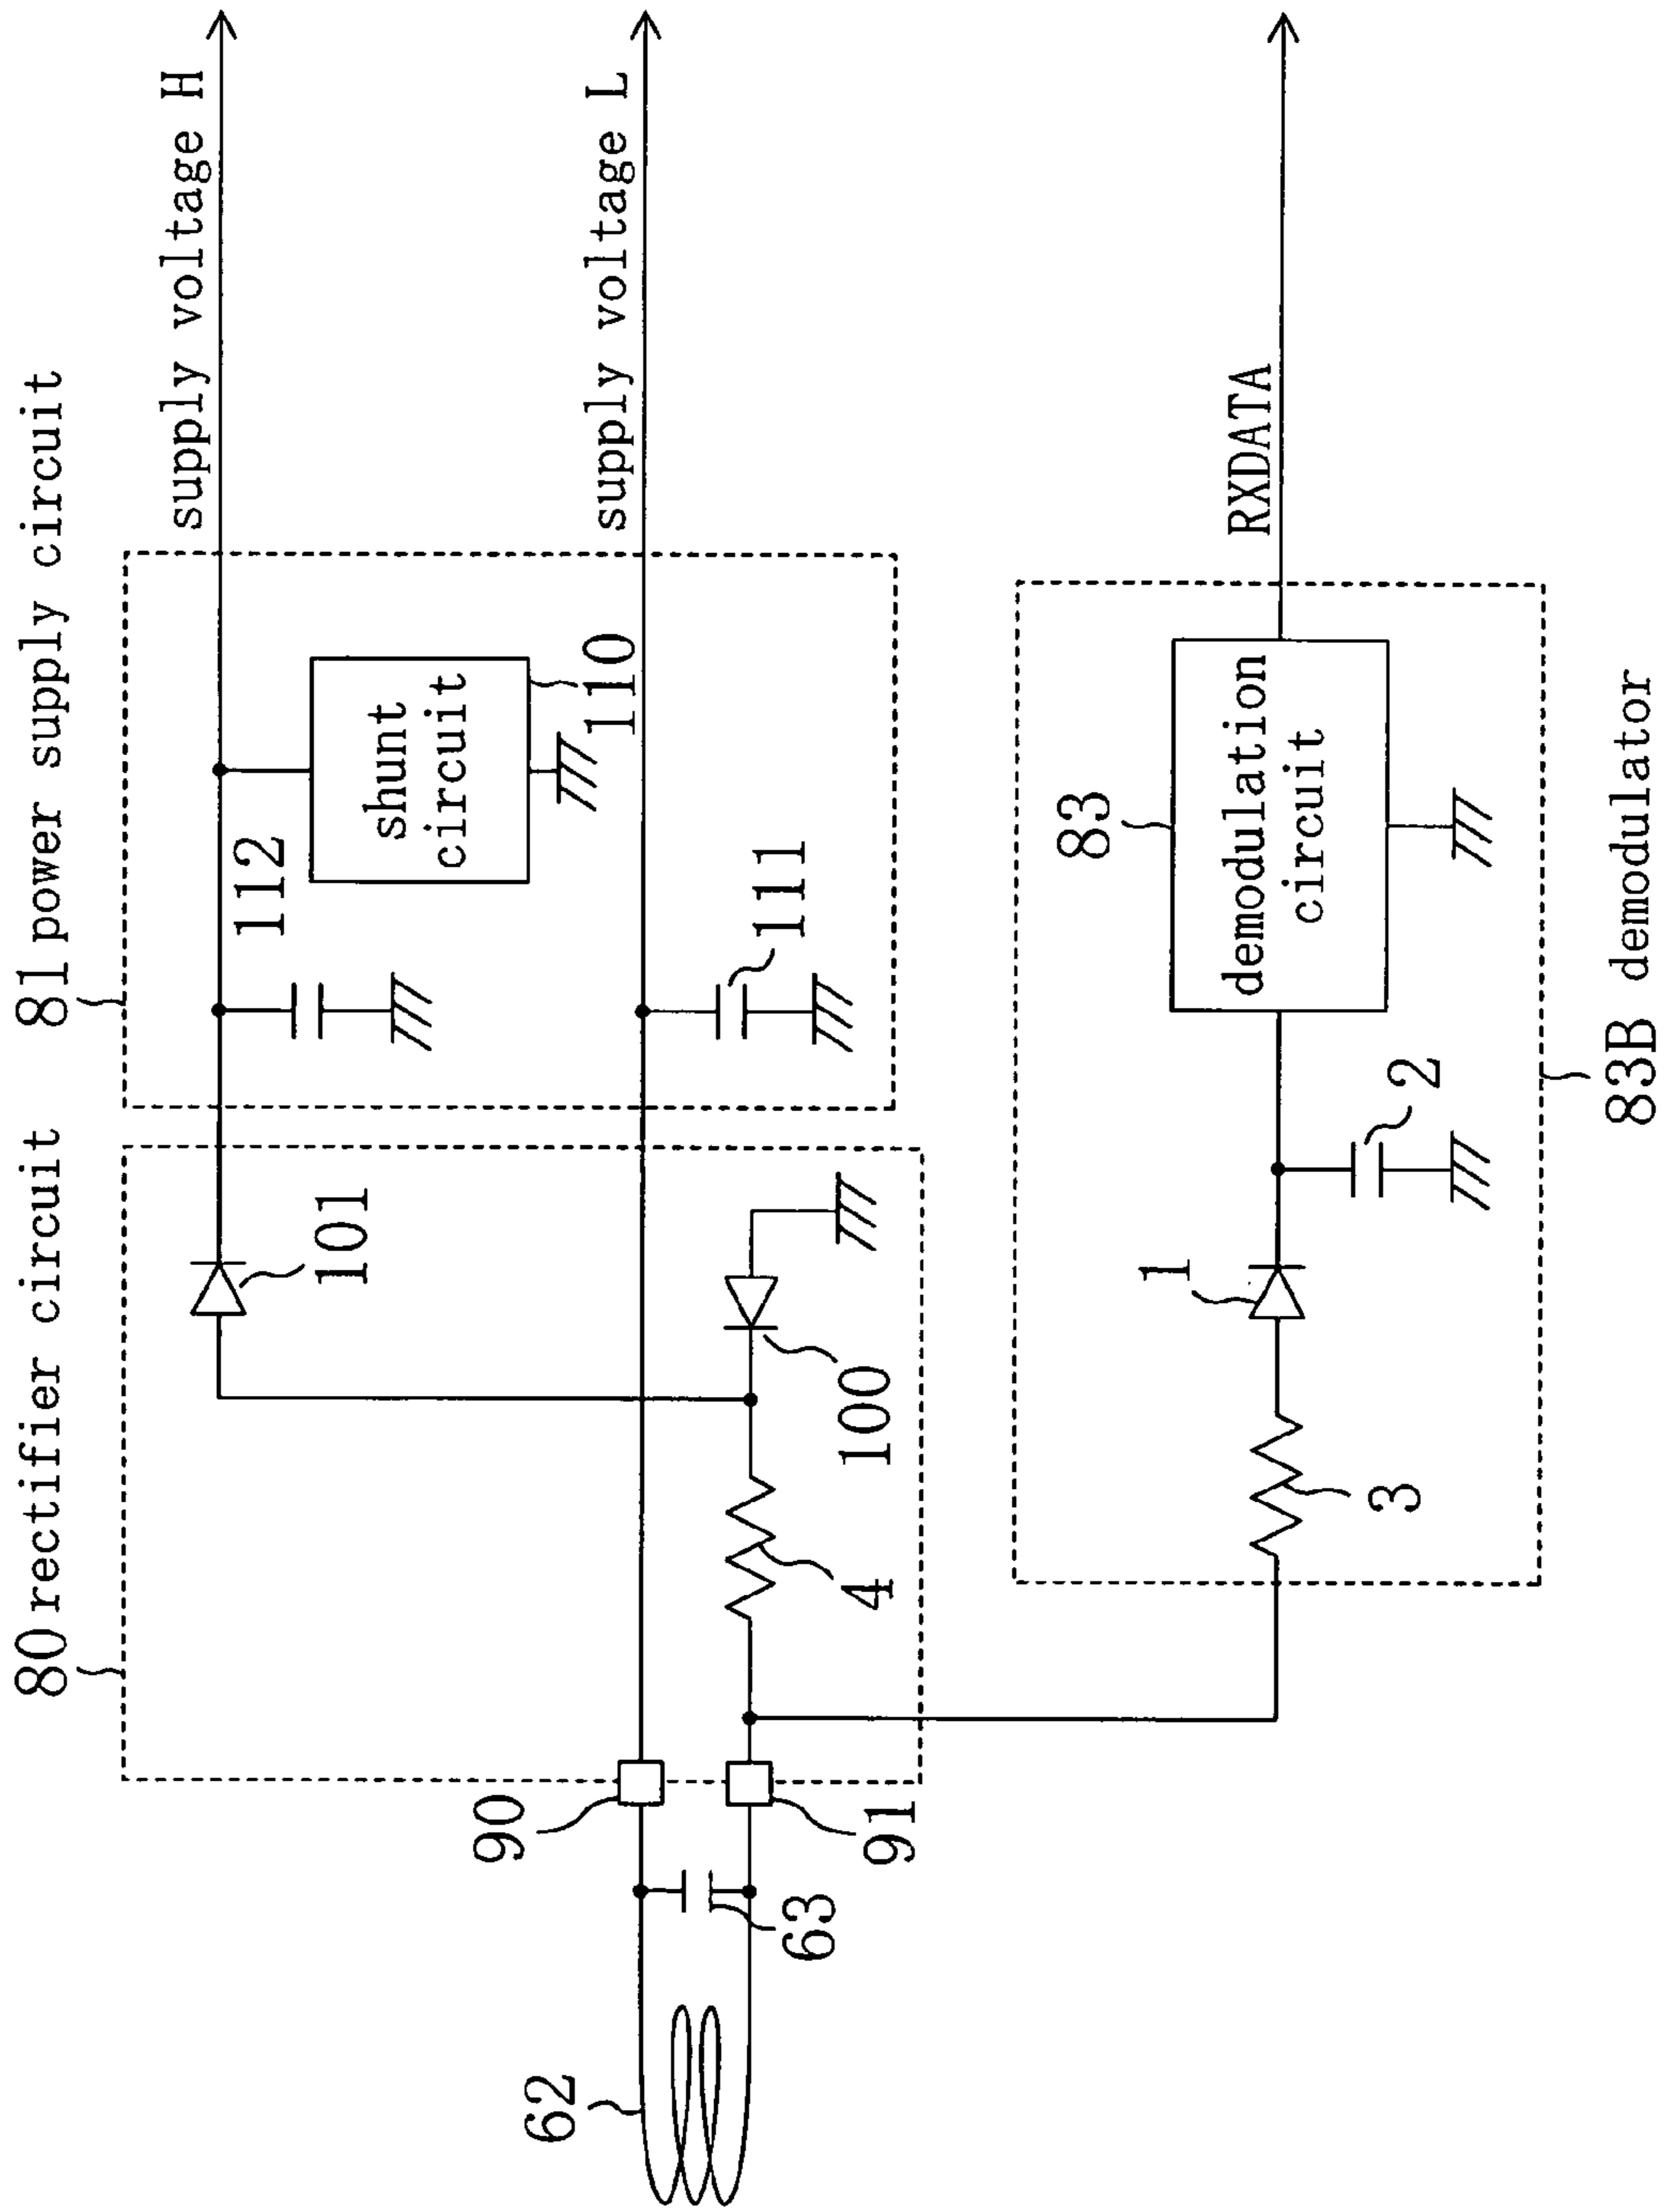 80 rectifier circuit
81 power supply circuit
supply voltage H
101
112
shunt
circuit
110
supply voltage L
90
62
63
91
4
100
111
83
RXDATA
1
demodulation
circuit
3
2
83B demodulator